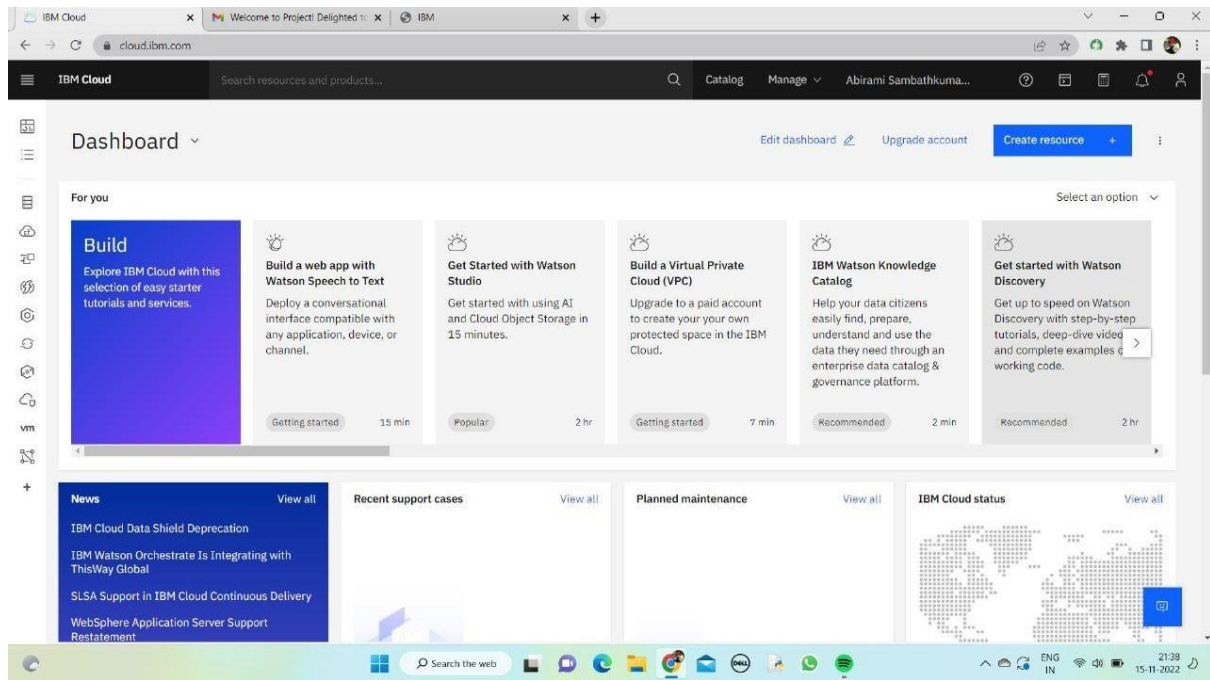 IBM Cloud
Welcome to Project! Delighted to
IBM
cloud.ibm.com
IBM Cloud
Search resources and products...
Catalog
Manage
Abirami Sambathkuma...
Dashboard
Edit dashboard
Upgrade account
Create resource +
For you
Select an option
Build
Explore IBM Cloud with this
selection of easy starter
tutorials and services.
Build a web app with
Watson Speech to Text
Deploy a conversational
interface compatible with
any application, device, or
channel.
Getting started 15 min
Get Started with Watson
Studio
Get started with using AI
and Cloud Object Storage in
15 minutes.
Popular 2 hr
Build a Virtual Private
Cloud (VPC)
Upgrade to a paid account
to create your your own
protected space in the IBM
Cloud.
Getting started 7 min
IBM Watson Knowledge
Catalog
Help your data citizens
easily find, prepare,
understand and use the
data they need through an
enterprise data catalog &
governance platform.
Recommended 2 min
Get started with Watson
Discovery
Get up to speed on Watson
Discovery with step-by-step
tutorials, deep-dive video
and complete examples
working code.
Recommended 2 hr
vm
News View all
IBM Cloud Data Shield Deprecation
IBM Watson Orchestrate Is Integrating with
ThisWay Global
SLSA Support in IBM Cloud Continuous Delivery
WebSphere Application Server Support
Restatement
Recent support cases View all
Planned maintenance View all
IBM Cloud status View all
Search the web
DELL
ENG
IN
21:38
15-11-2022